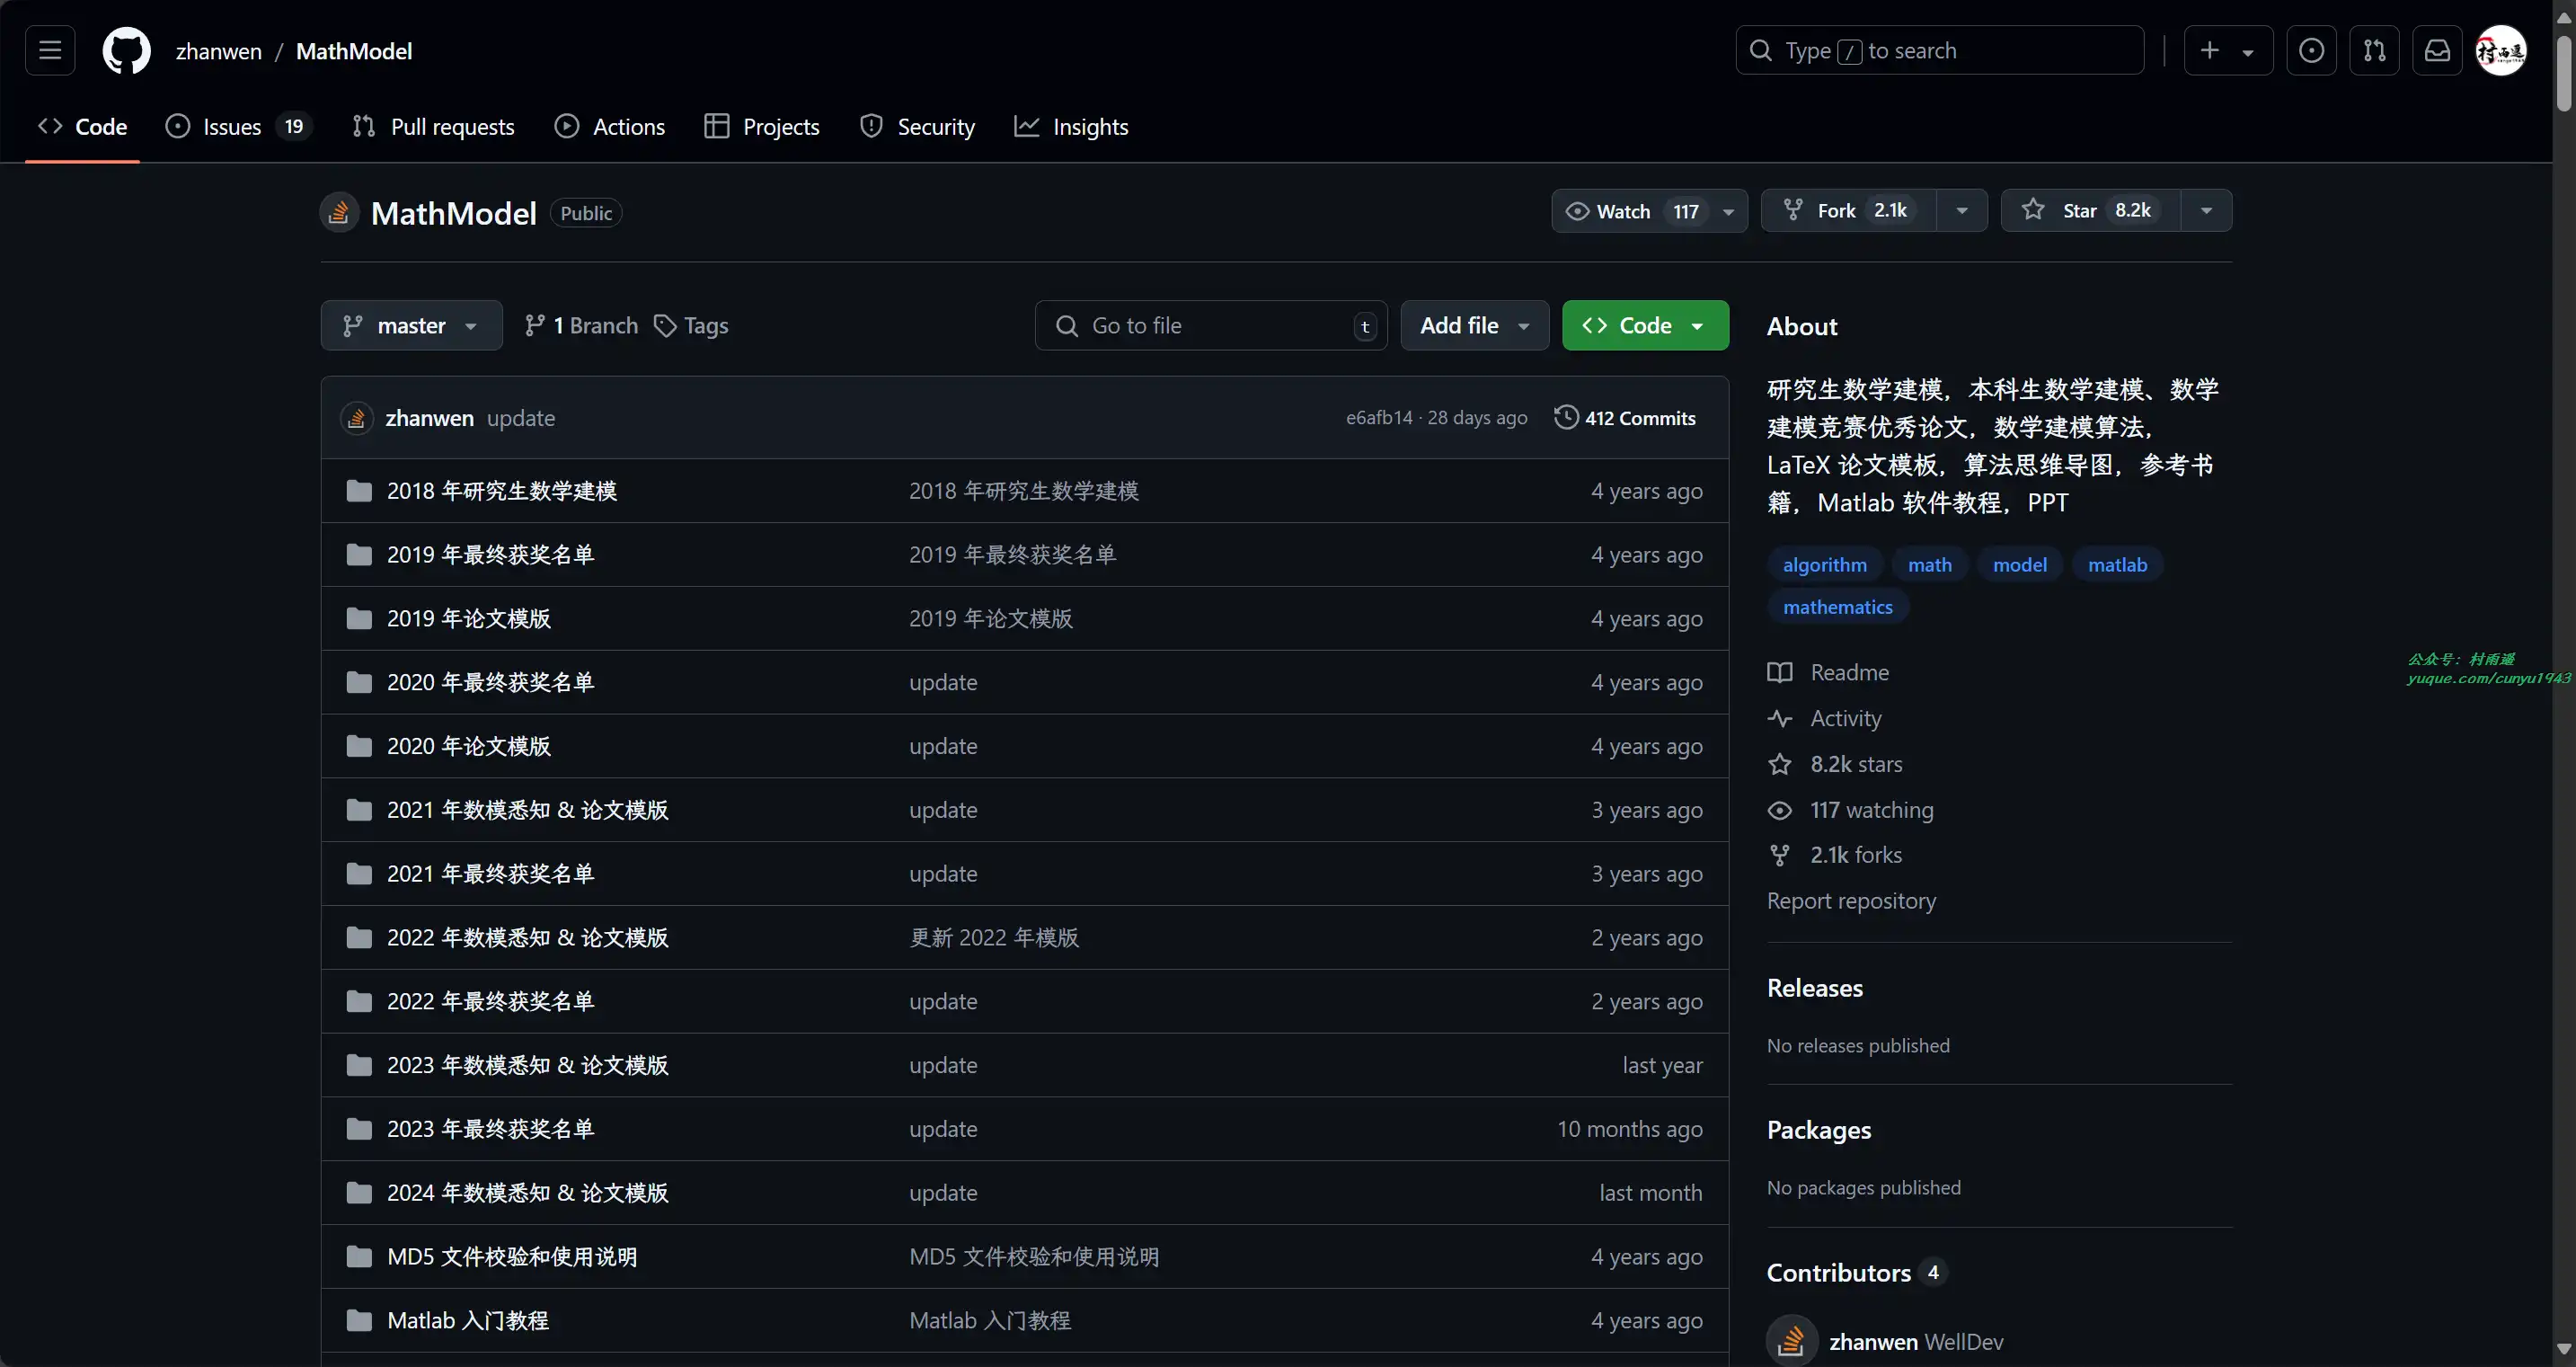 zhanwen / MathModel
Type / to search
Code
Issues 19
Pull requests
Actions
Projects
Security
Insights
MathModel Public
Watch 117
Fork 2.1k
Star 8.2k
master
1 Branch
Tags
Go to file t
Add file
Code
zhanwen update
e6afb14 · 28 days ago
412 Commits
2018 年研究生数学建模 2018 年研究生数学建模 4 years ago
2019 年最终获奖名单 2019 年最终获奖名单 4 years ago
2019 年论文模版 2019 年论文模版 4 years ago
2020 年最终获奖名单 update 4 years ago
2020 年论文模版 update 4 years ago
2021 年数模悉知 & 论文模版 update 3 years ago
2021 年最终获奖名单 update 3 years ago
2022 年数模悉知 & 论文模版 更新 2022 年模版 2 years ago
2022 年最终获奖名单 update 2 years ago
2023 年数模悉知 & 论文模版 update last year
2023 年最终获奖名单 update 10 months ago
2024 年数模悉知 & 论文模版 update last month
MD5 文件校验和使用说明 MD5 文件校验和使用说明 4 years ago
Matlab 入门教程 Matlab 入门教程 4 years ago
About
研究生数学建模，本科生数学建模、数学
建模竞赛优秀论文，数学建模算法，
LaTeX 论文模板，算法思维导图，参考书
籍，Matlab 软件教程，PPT
algorithm math model matlab
mathematics
Readme
Activity
8.2k stars
117 watching
2.1k forks
Report repository
Releases
No releases published
Packages
No packages published
Contributors 4
zhanwen WellDev
公众号：村雨遥
yuque.com/cunyu1943